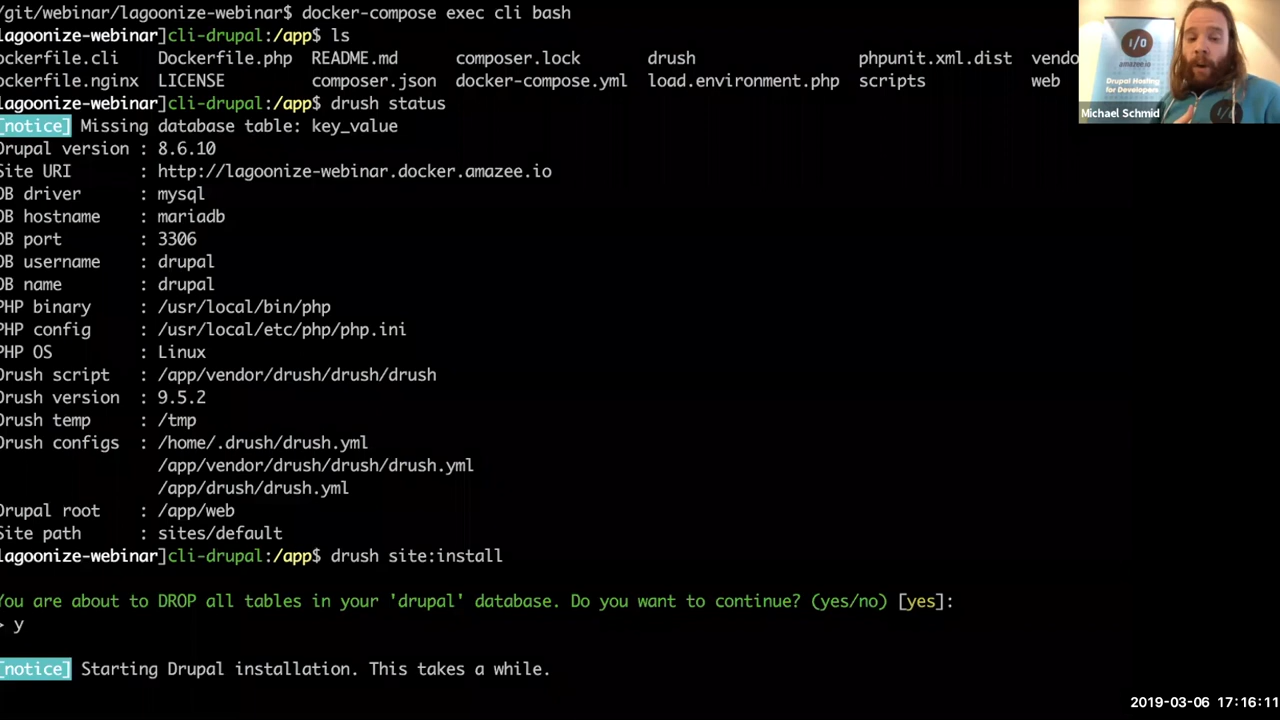 /git/webinar/lagoonize-webinar$ docker-compose exec cli bash
lagoonize-webinar]cli-drupal:/app$ ls
ockerfile.cli Dockerfile.php README.md composer.lock drush phpunit.xml.dist vendo
ockerfile.nginx LICENSE composer.json docker-compose.yml load.environment.php scripts web
lagoonize-webinar]cli-drupal:/app$ drush status
[notice] Missing database table: key_value
Drupal version : 8.6.10
Site URI : http://lagoonize-webinar.docker.amazee.io
DB driver : mysql
DB hostname : mariadb
DB port : 3306
DB username : drupal
DB name : drupal
PHP binary : /usr/local/bin/php
PHP config : /usr/local/etc/php/php.ini
PHP OS : Linux
Drush script : /app/vendor/drush/drush/drush
Drush version : 9.5.2
Drush temp : /tmp
Drush configs : /home/.drush/drush.yml
/app/vendor/drush/drush/drush.yml
/app/drush/drush.yml
Drupal root : /app/web
Site path : sites/default
lagoonize-webinar]cli-drupal:/app$ drush site:install
You are about to DROP all tables in your 'drupal' database. Do you want to continue? (yes/no) [yes]:
> y
[notice] Starting Drupal installation. This takes a while.
I/O
amazee.io
Drupal Hosting
for Developers
Michael Schmid
2019-03-06 17:16:11